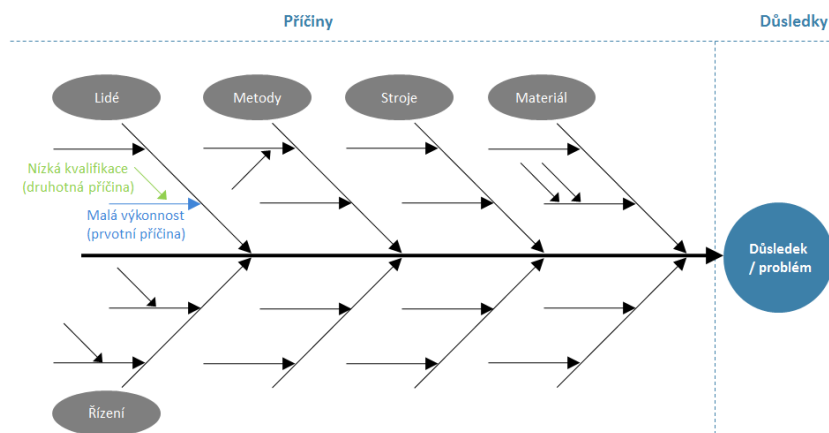 Příčiny
Důsledky
Lidé
Metody
Stroje
Materiál
Nízká kvalifikace
(druhotná příčina)
Malá výkonnost
(prvotní příčina)
Důsledek
/ problém
Řízení